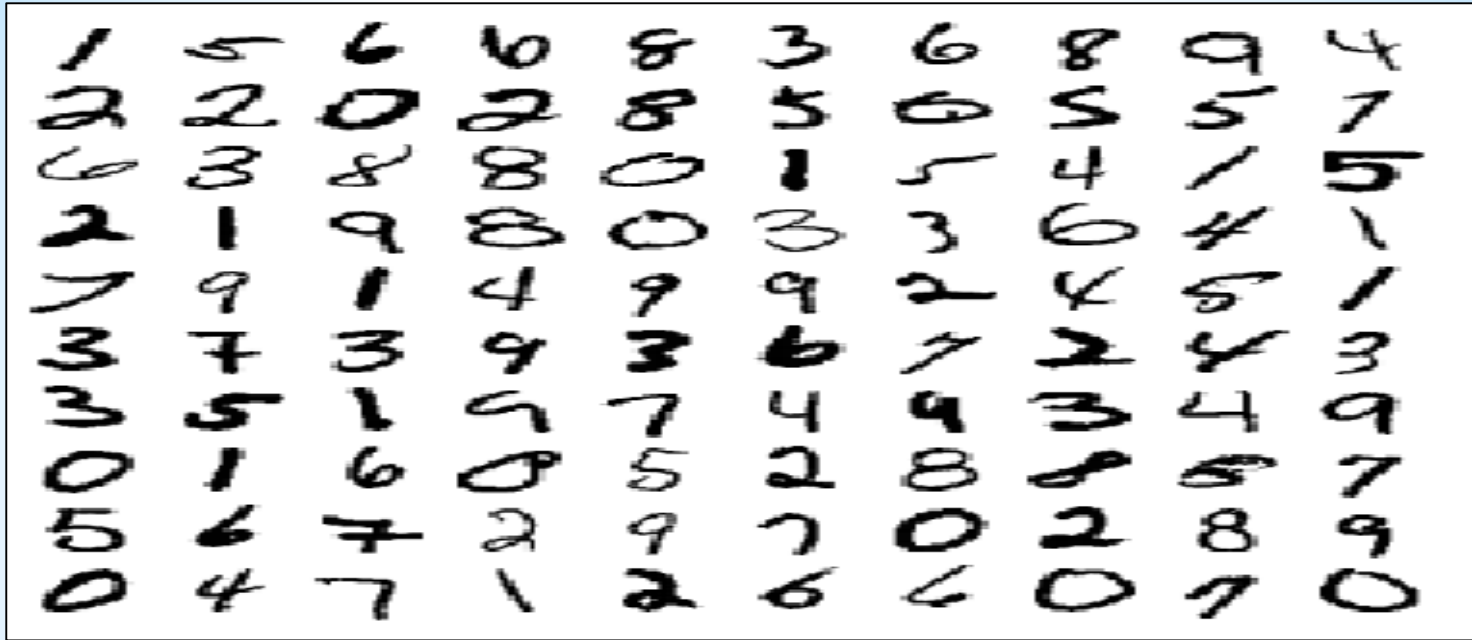 1 5 6 6 8 3 6 8 9 4
2 2 0 2 8 5 6 5 5 7
6 3 8 8 0 1 5 4 1 5
2 1 9 8 0 3 3 6 4 1
7 9 1 4 9 9 2 4 5 1
3 7 3 9 3 6 7 2 4 3
3 5 1 9 7 4 9 3 4 9
0 1 6 0 5 2 8 8 5 7
5 6 7 2 9 7 0 2 8 9
0 4 7 1 2 6 6 0 7 0